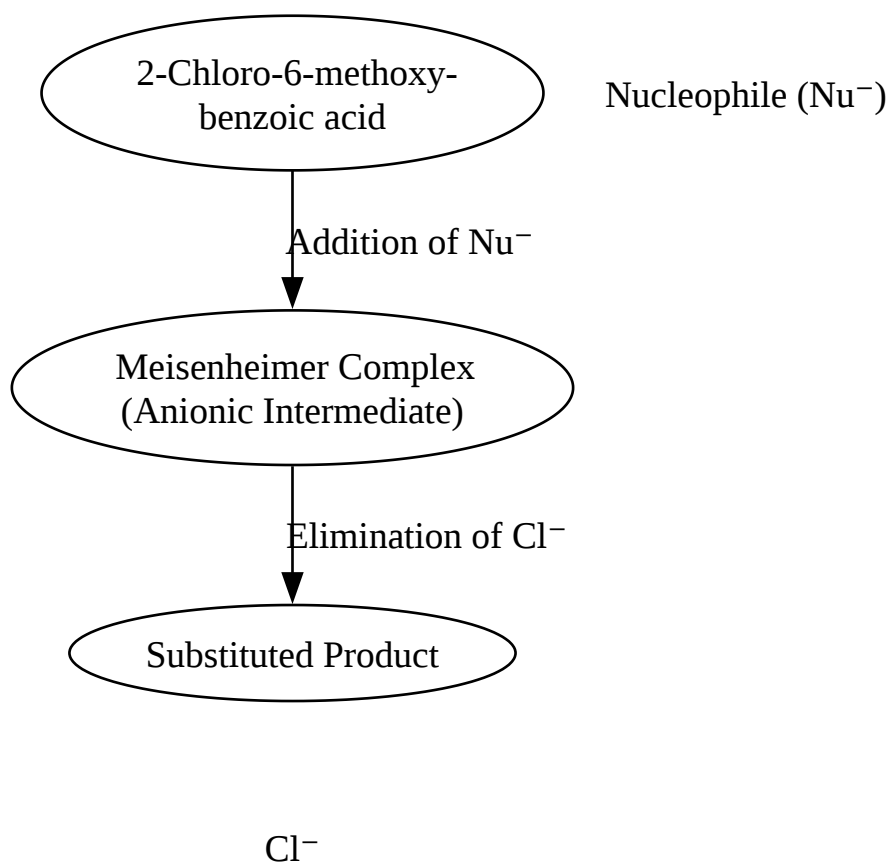 2-Chloro-6-methoxy-
benzoic acid
Nucleophile (Nu⁻)
Addition of Nu⁻
Meisenheimer Complex
(Anionic Intermediate)
Elimination of Cl⁻
Substituted Product
Cl⁻